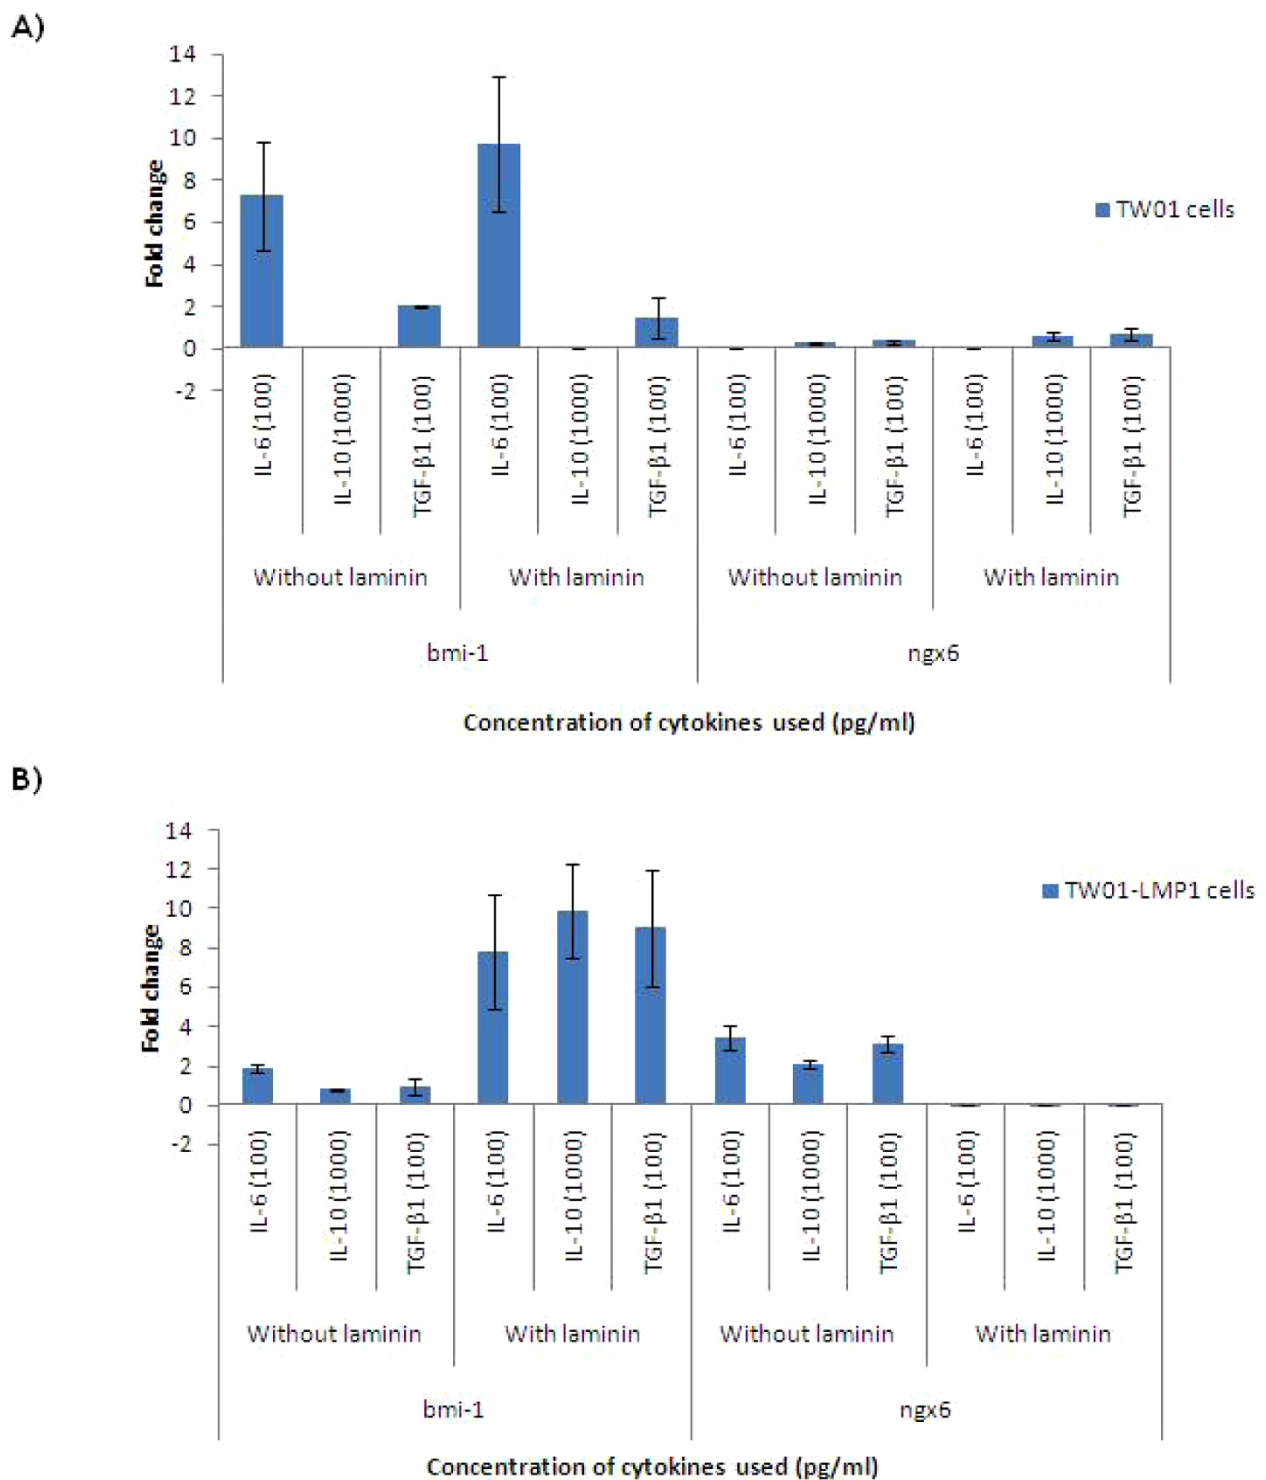 A)
14
12
10
8
6
4
2
0
-2
Fold change
TW01 cells
IL-6 (100)
IL-10 (1000)
TGF-β1 (100)
IL-6 (100)
IL-10 (1000)
TGF-β1 (100)
IL-6 (100)
IL-10 (1000)
TGF-β1 (100)
IL-6 (100)
IL-10 (1000)
TGF-β1 (100)
Without laminin
With laminin
Without laminin
With laminin
bmi-1
ngx6
Concentration of cytokines used (pg/ml)
B)
14
12
10
8
6
4
2
0
-2
Fold change
TW01-LMP1 cells
IL-6 (100)
IL-10 (1000)
TGF-β1 (100)
IL-6 (100)
IL-10 (1000)
TGF-β1 (100)
IL-6 (100)
IL-10 (1000)
TGF-β1 (100)
IL-6 (100)
IL-10 (1000)
TGF-β1 (100)
Without laminin
With laminin
Without laminin
With laminin
bmi-1
ngx6
Concentration of cytokines used (pg/ml)